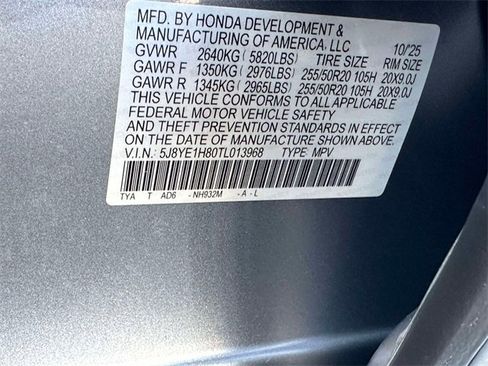 MFD. BY HONDA DEVELOPMENT &
MANUFACTURING OF AMERICA, LLC 10/'25
GVWR 2640KG (5820LBS) TIRE SIZE RIM SIZE
GAWR F 1350KG (2976LBS) 255/50R20 105H 20X9.0J
GAWR R 1345KG (2965LBS) 255/50R20 105H 20X9.0J
THIS VEHICLE CONFORMS TO ALL APPLICABLE
FEDERAL MOTOR VEHICLE SAFETY
AND THEFT PREVENTION STANDARDS IN EFFECT
ON THE DATE OF MANUFACTURE SHOWN ABOVE.
V.I.N.: 5J8YE1H80TL013968 TYPE MPV
TYA T AD6 -NH932M -A -L